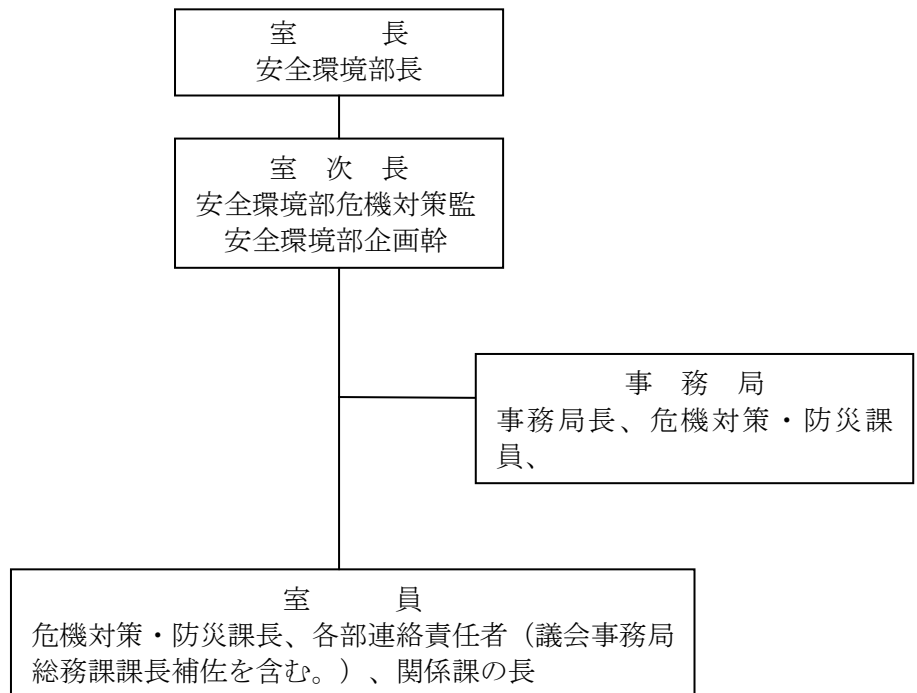 室　　　長
安全環境部長
室　次　長
安全環境部危機対策監
安全環境部企画幹
事　務　局
事務局長、危機対策・防災課
員、
室　　　員
危機対策・防災課長、各部連絡責任者（議会事務局
総務課課長補佐を含む。）、関係課の長